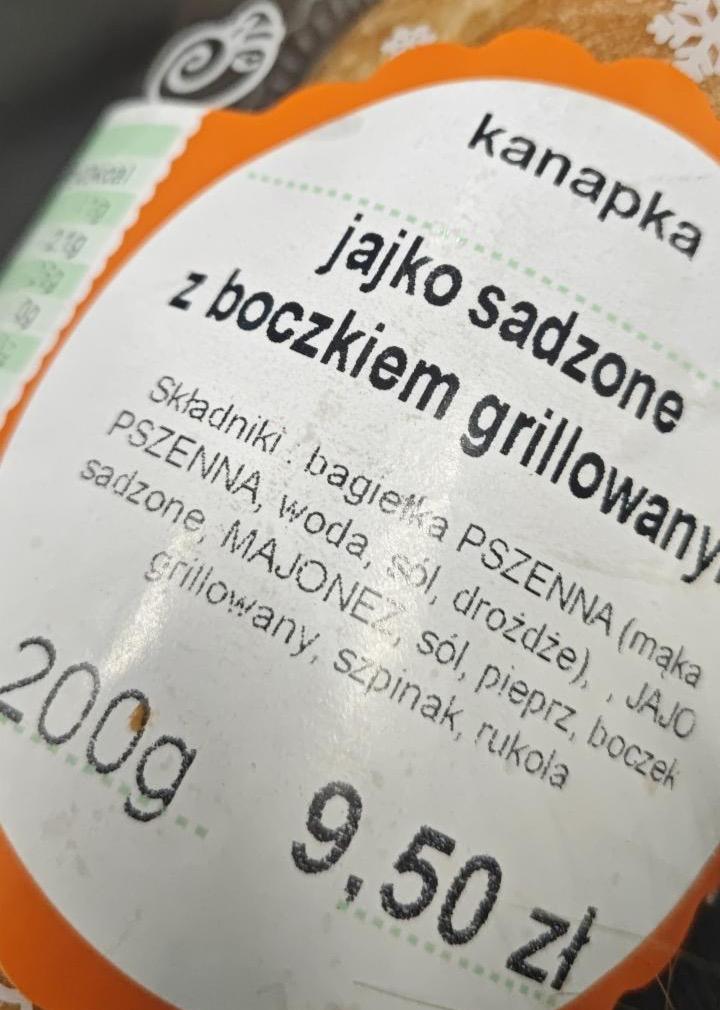 kanapka
jajko sadzone
z boczkiem grillowany
Składniki : bagietka PSZENNA (mąka
PSZENNA, woda, sól, drożdże), , JAJO
sadzone, MAJONEZ, sól, pieprz, boczek
grillowany, szpinak, rukola
200g
9,50 zł